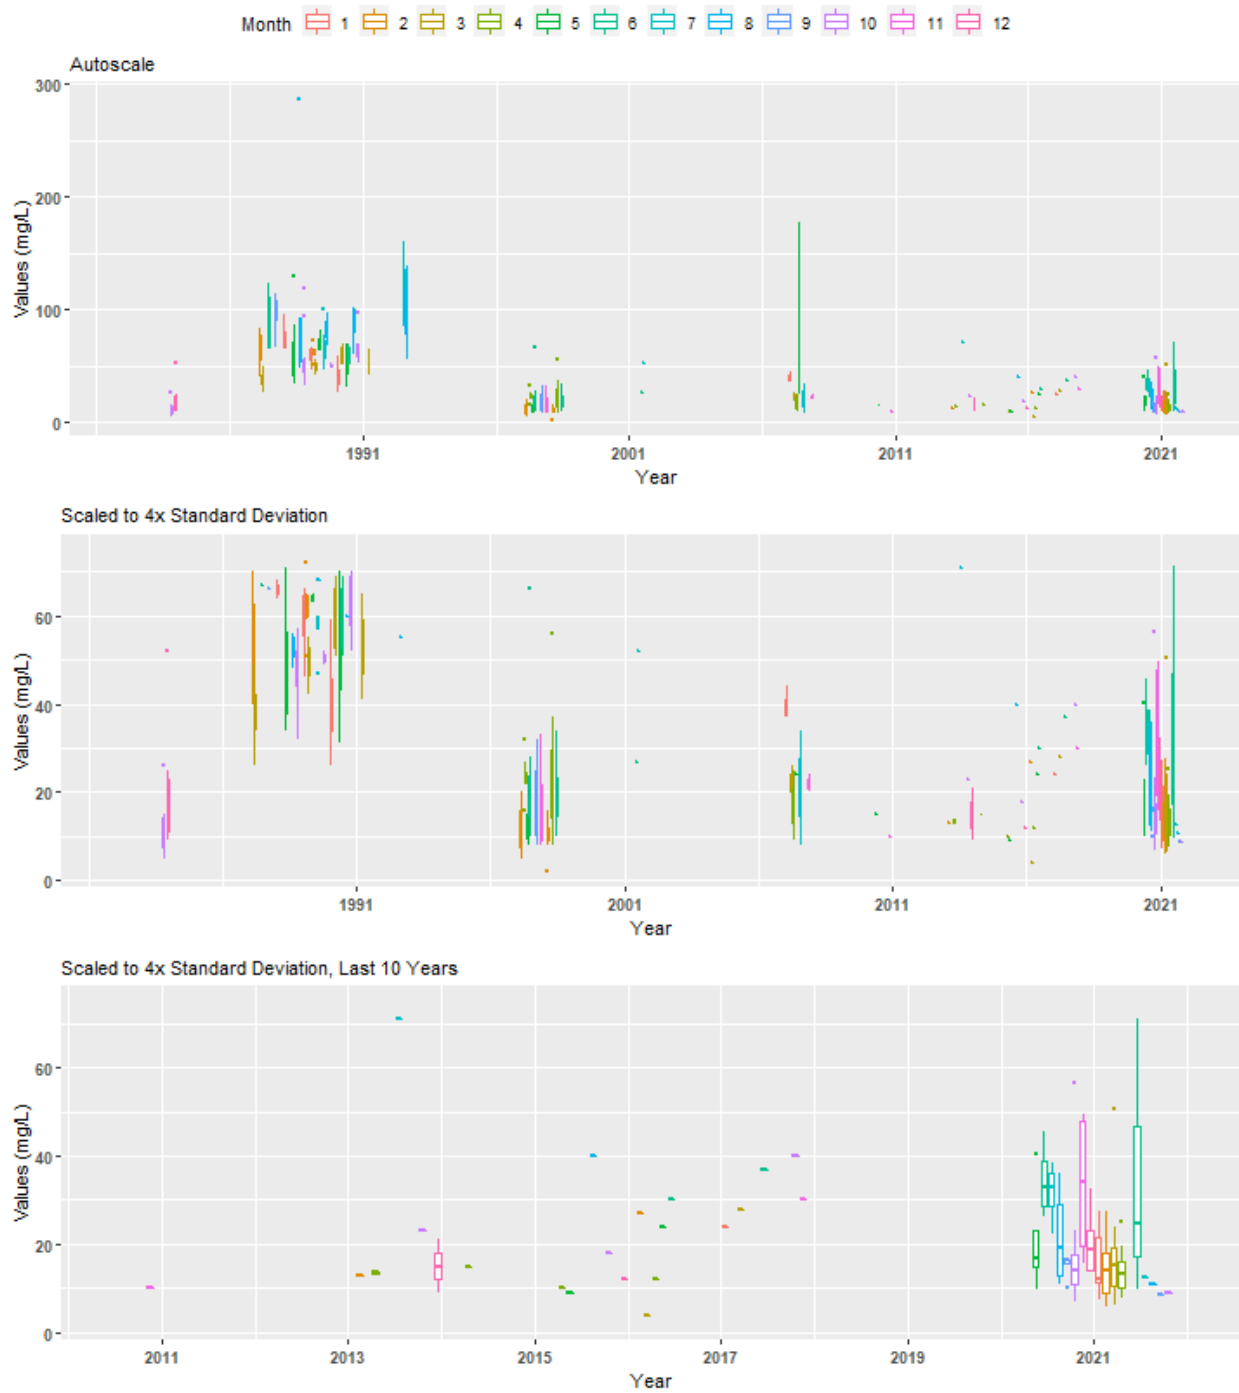 Month 1 2 3 4 5 6 7 8 9 10 11 12
Autoscale
300
200
100
0
Values (mg/L)
1991 2001 2011 2021
Year
Scaled to 4x Standard Deviation
60
40
20
0
Values (mg/L)
1991 2001 2011 2021
Year
Scaled to 4x Standard Deviation, Last 10 Years
60
40
20
0
Values (mg/L)
2011 2013 2015 2017 2019 2021
Year